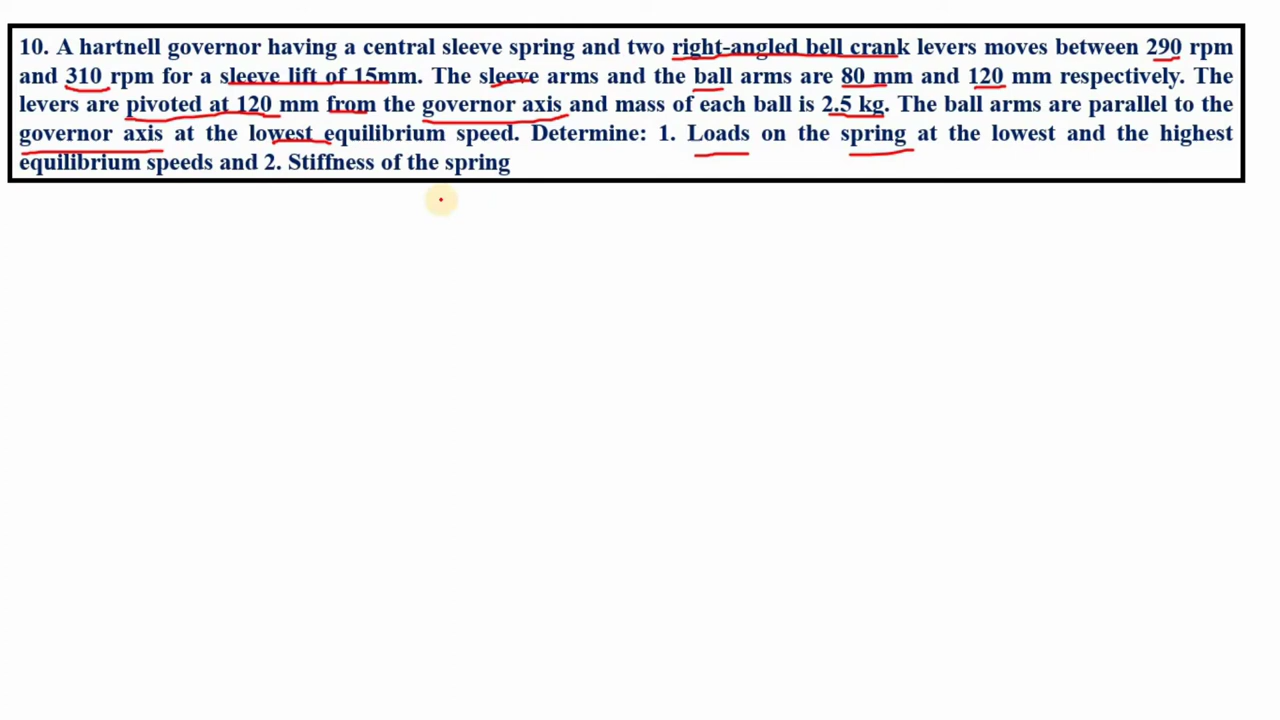 10. A hartnell governor having a central sleeve spring and two right-angled bell crank levers moves between 290 rpm
and 310 rpm for a sleeve lift of 15mm. The sleeve arms and the ball arms are 80 mm and 120 mm respectively. The
levers are pivoted at 120 mm from the governor axis and mass of each ball is 2.5 kg. The ball arms are parallel to the
governor axis at the lowest equilibrium speed. Determine: 1. Loads on the spring at the lowest and the highest
equilibrium speeds and 2. Stiffness of the spring